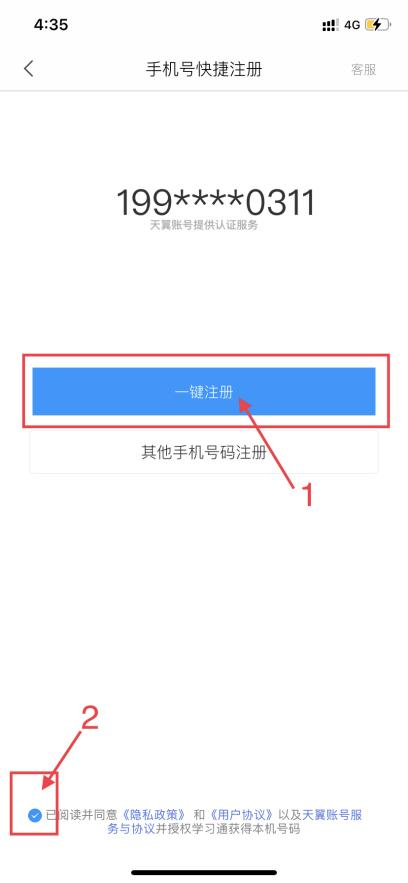 4:35
4G
手机号快捷注册
客服
199****0311
天翼账号提供认证服务
一键注册
其他手机号码注册
1
2
已阅读并同意《隐私政策》 和《用户协议》以及天翼账号服
务与协议并授权学习通获得本机号码